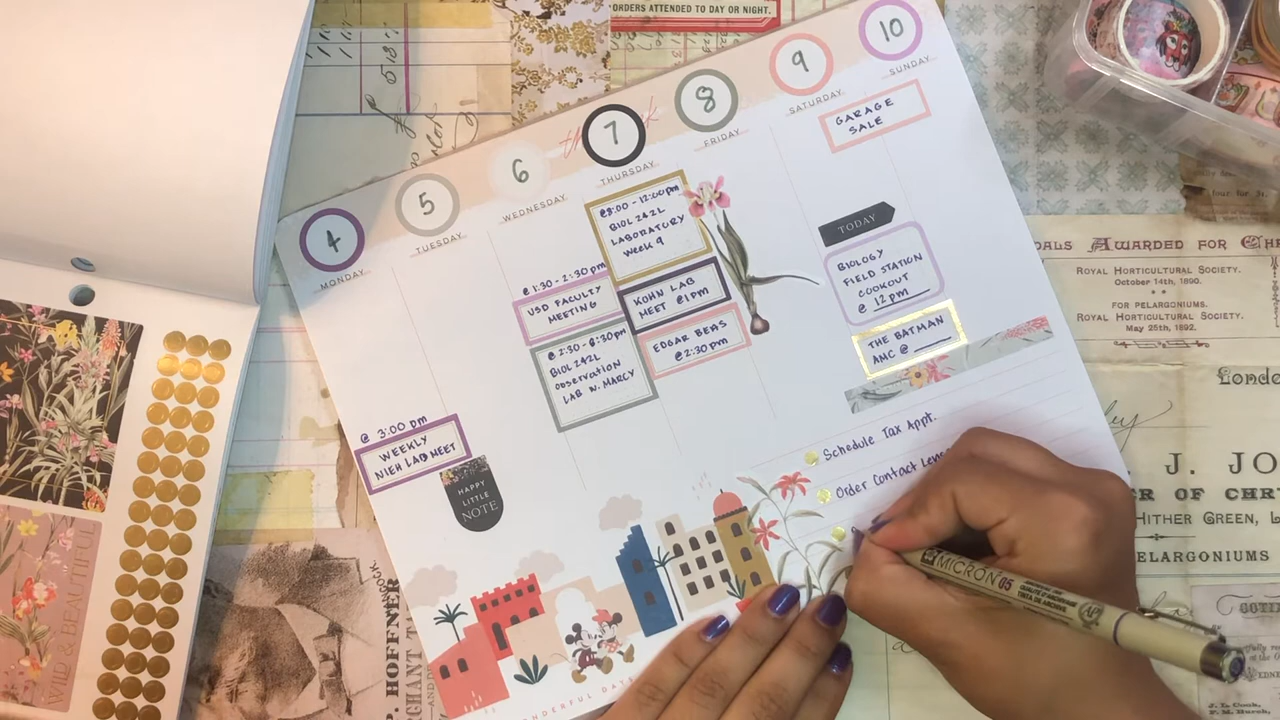 ORDERS ATTENDED TO DAY OR NIGHT.
4
5
6
7
8
9
10
MONDAY
TUESDAY
WEDNESDAY
THURSDAY
FRIDAY
SATURDAY
SUNDAY
@ 3:00 pm
WEEKLY
NIEH LAB MEET
HAPPY
LITTLE
NOTE
@ 1:30 - 2:30 pm
USD FACULTY
MEETING
@ 2:30 - 6:30pm
BIOL 242L
observation
LAB W. MARCY
@8:00 - 12:00pm
BIOL 242L
LABORATORY
Week 9
KOHN LAB
MEET @1pm
EDGAR BEAS
@2:30 pm
GARAGE
SALE
TODAY
BIOLOGY
FIELD STATION
COOKOUT
@ 12pm
THE BATMAN
AMC @
Schedule Tax Appt.
Order Contact Lens
MICRON 05
WILD & BEAUTIFUL
P. HOFFNER
MEDALS AWARDED FOR CH
ROYAL HORTICULTURAL SOCIETY.
October 14th, 1890.
FOR PELARGONIUMS.
ROYAL HORTICULTURAL SOCIETY.
May 25th, 1892.
J. JO
ER OF CHR
HITHER GREEN, L
PELARGONIUMS